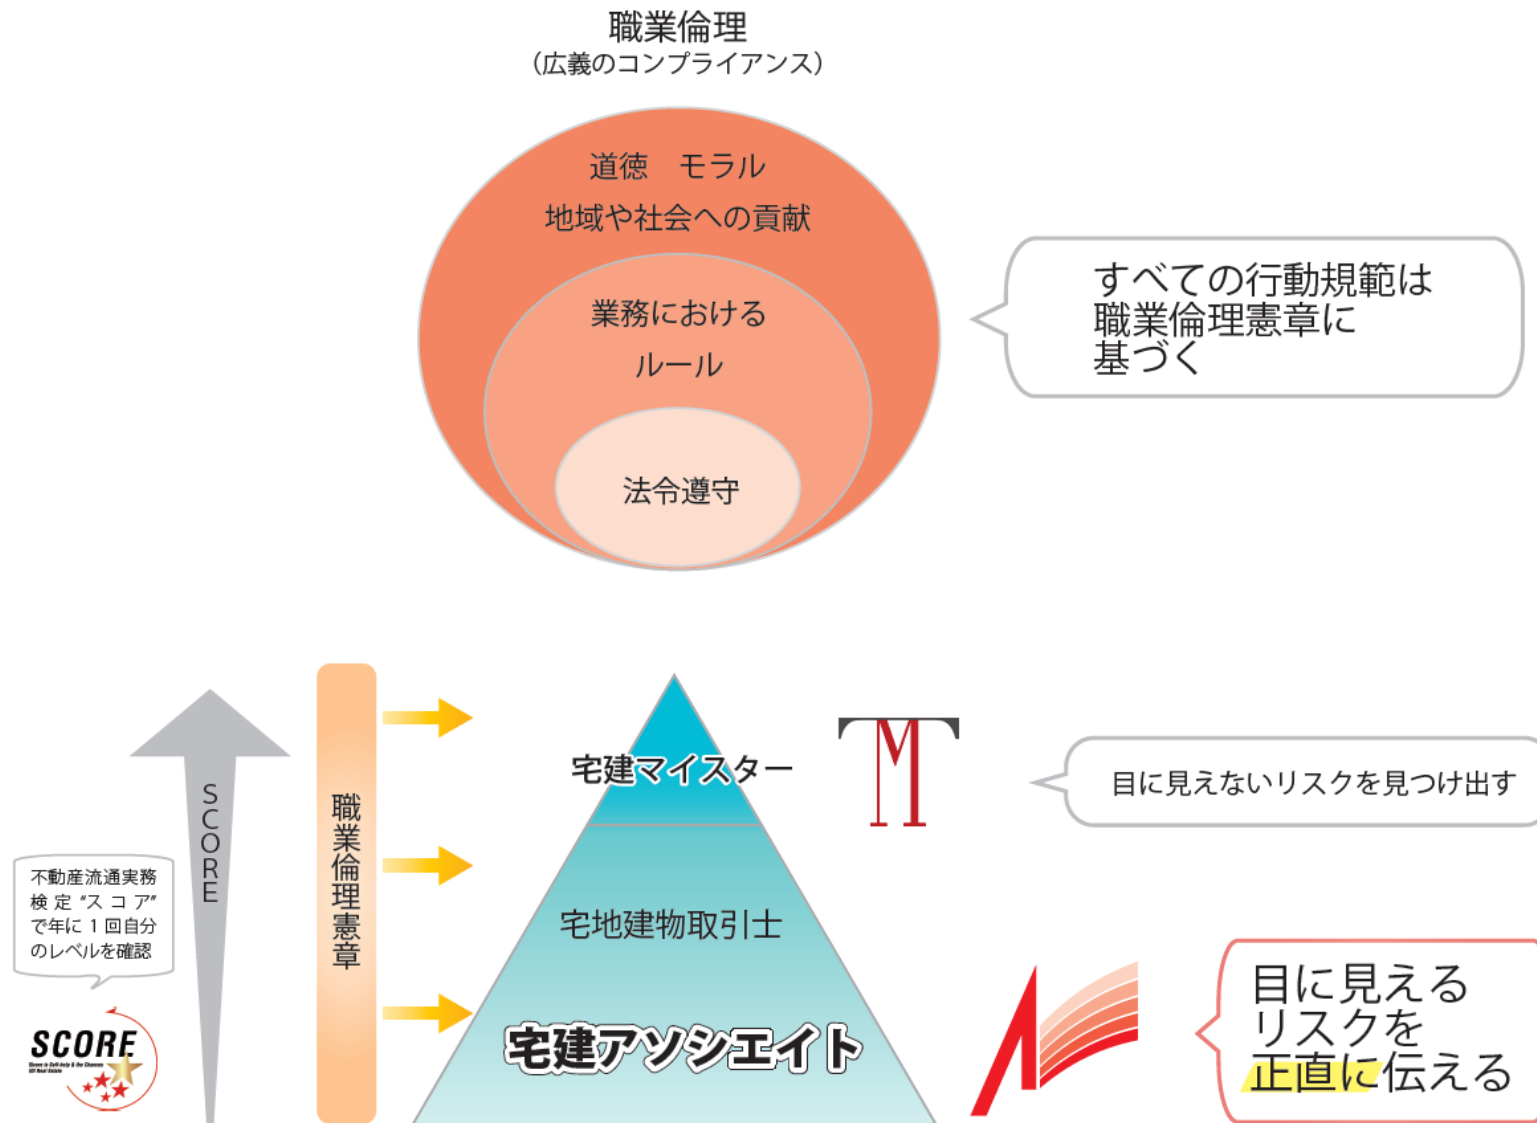 職業倫理
（広義のコンプライアンス）
道徳　モラル
地域や社会への貢献
業務における
ルール
法令遵守
すべての行動規範は
職業倫理憲章に
基づく
SCORE
職業倫理憲章
不動産流通実務
検定“スコア”
で年に1回自分
のレベルを確認
SCORE
宅建マイスター
宅地建物取引士
宅建アソシエイト
目に見えないリスクを見つけ出す
目に見える
リスクを
正直に伝える